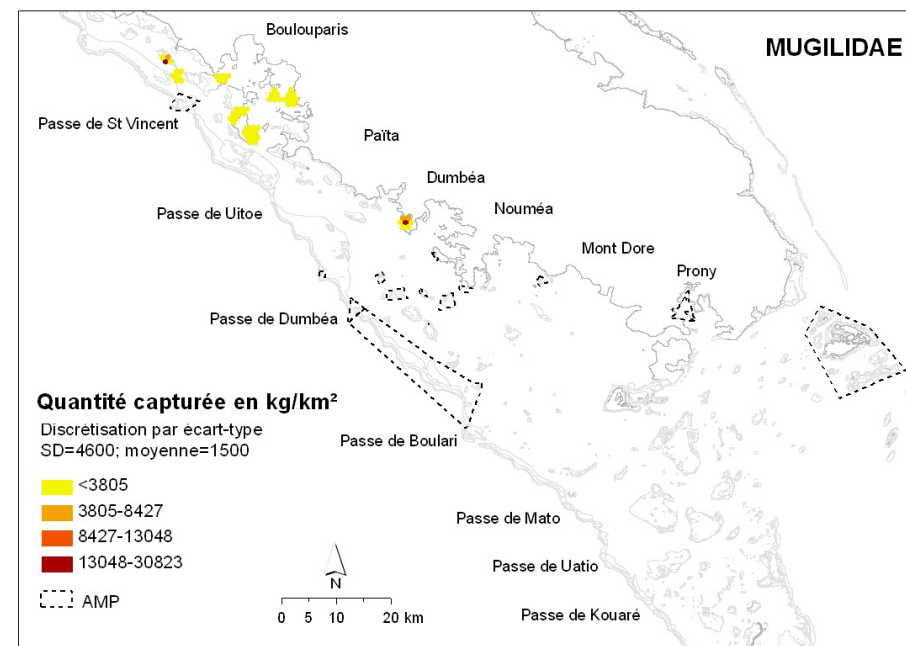 Boulouparis
MUGILIDAE
Passe de St Vincent
Païta
Dumbéa
Passe de Uitoe
Nouméa
Mont Dore
Prony
Passe de Dumbéa
Quantité capturée en kg/km²
Discrétisation par écart-type
SD=4600; moyenne=1500
Passe de Boulari
<3805
3805-8427
8427-13048
13048-30823
AMP
Passe de Mato
Passe de Uatio
Passe de Kouaré
N
0 5 10 20 km